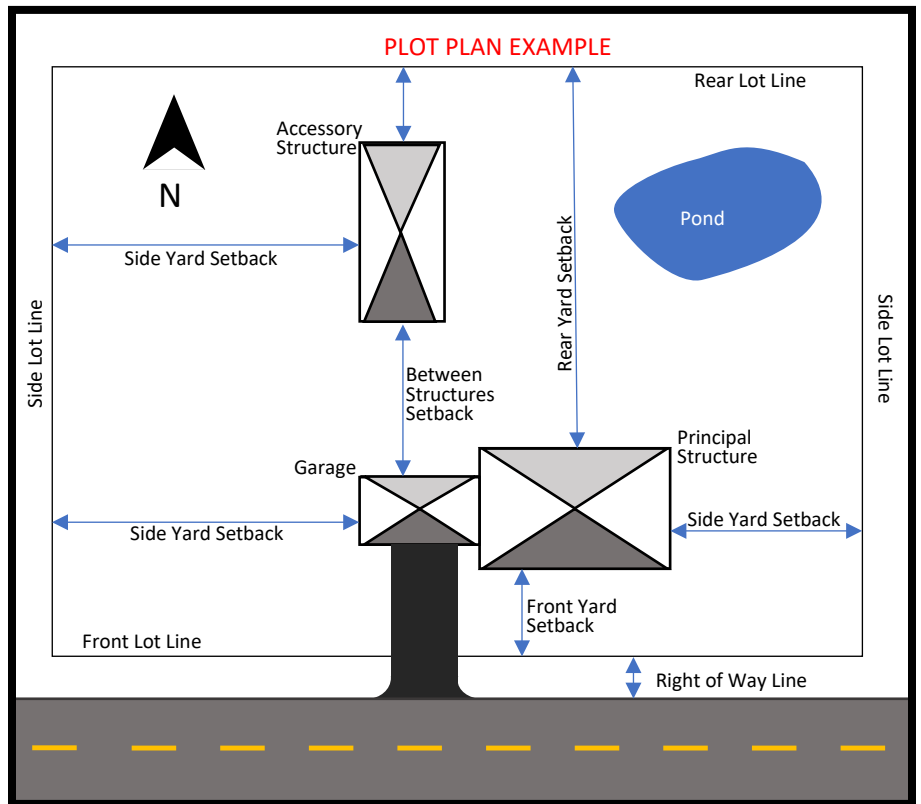 PLOT PLAN EXAMPLE
Rear Lot Line
Accessory
Structure
N
Pond
Side Yard Setback
Rear Yard Setback
Side Lot Line
Side Lot Line
Between
Structures
Setback
Principal
Structure
Garage
Side Yard Setback
Side Yard Setback
Front Yard
Setback
Front Lot Line
Right of Way Line